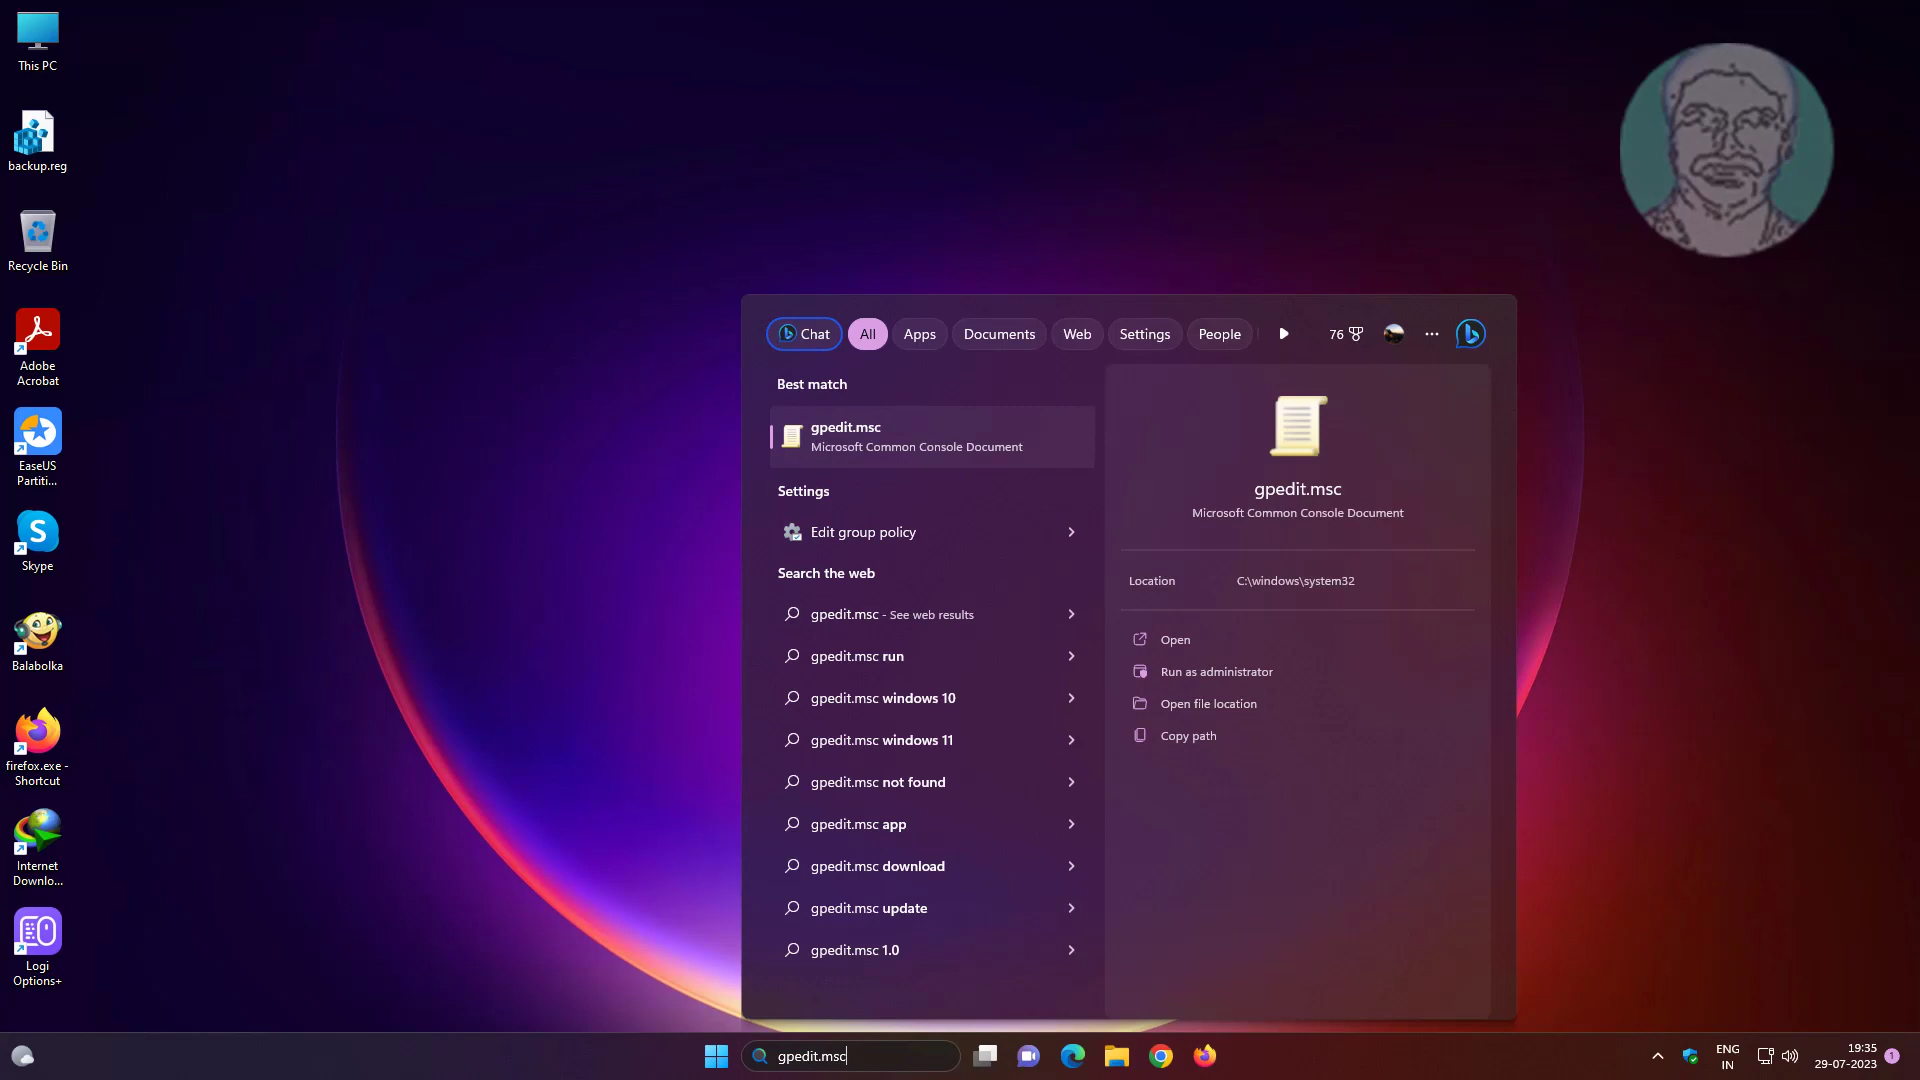 This PC
backup.reg
Recycle Bin
Adobe
Acrobat
EaseUS
Partiti...
Skype
Balabolka
firefox.exe -
Shortcut
Internet
Downlo...
Logi
Options+
Chat
All
Apps
Documents
Web
Settings
People
76
Best match
gpedit.msc
Microsoft Common Console Document
Settings
Edit group policy
Search the web
gpedit.msc - See web results
gpedit.msc run
gpedit.msc windows 10
gpedit.msc windows 11
gpedit.msc not found
gpedit.msc app
gpedit.msc download
gpedit.msc update
gpedit.msc 1.0
gpedit.msc
Microsoft Common Console Document
Location C:\windows\system32
Open
Run as administrator
Open file location
Copy path
gpedit.msc
ENG
IN
19:35
29-07-2023
1